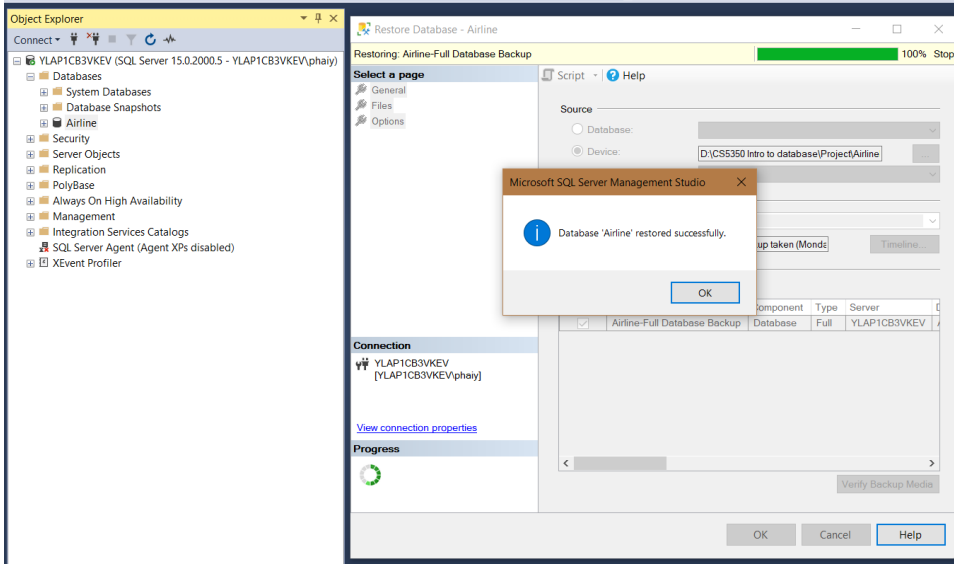 Object Explorer
Connect
YLAP1CB3VKEV (SQL Server 15.0.2000.5 - YLAP1CB3VKEV\phaiy)
Databases
System Databases
Database Snapshots
Airline
Security
Server Objects
Replication
PolyBase
Always On High Availability
Management
Integration Services Catalogs
SQL Server Agent (Agent XPs disabled)
XEvent Profiler
Restore Database - Airline
Restoring: Airline-Full Database Backup
100% Stop
Select a page
General
Files
Options
Script
Help
Source
Database:
Device:
D:\CS5350 Intro to database\Project\Airline
...
Microsoft SQL Server Management Studio
Database 'Airline' restored successfully.
OK
up taken (Monda
Timeline...
Component Type Server
Airline-Full Database Backup Database Full YLAP1CB3VKEV
Connection
YLAP1CB3VKEV
[YLAP1CB3VKEV\phaiy]
View connection properties
Progress
Verify Backup Media
OK Cancel Help